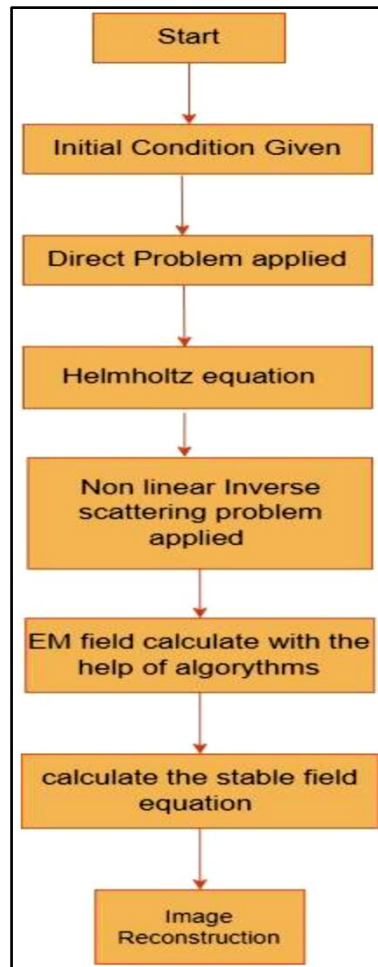 Start
Initial Condition Given
Direct Problem applied
Helmholtz equation
Non linear Inverse
scattering problem
applied
EM field calculate with the
help of algorythms
calculate the stable field
equation
Image
Reconstruction